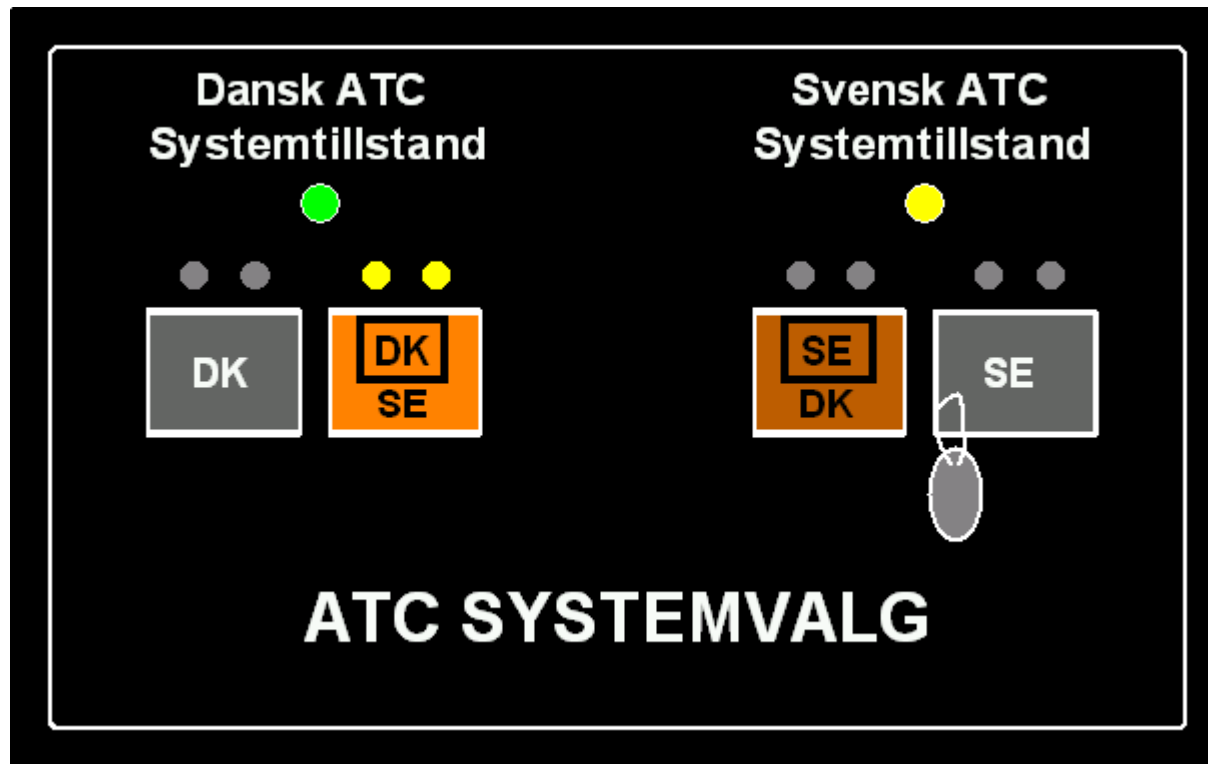 Dansk ATC
Systemtillstand
Svensk ATC
Systemtillstand
DK
DK
SE
SE
DK
SE
ATC SYSTEMVALG